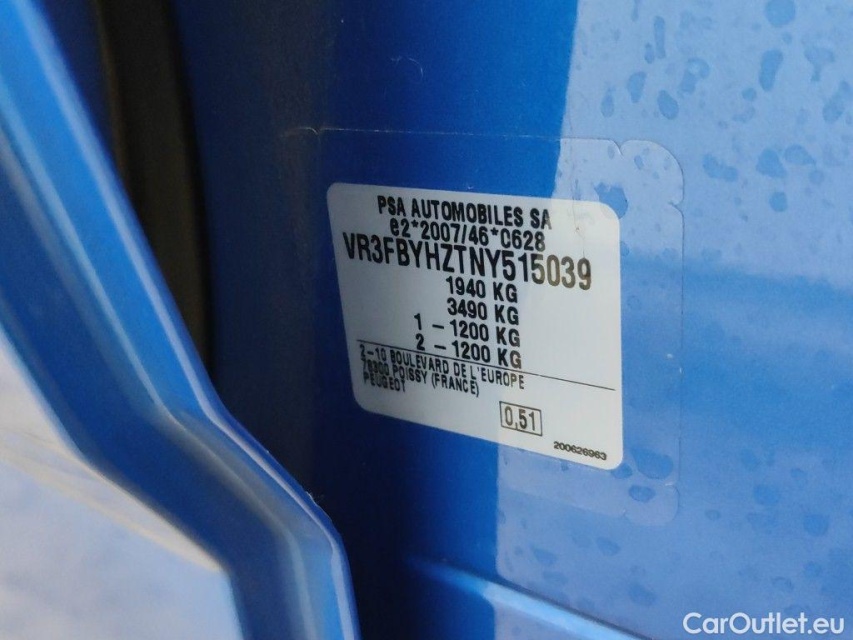 PSA AUTOMOBILES SA
e2*2007/46*0628
VR3FBYHZTNY515039
1940 KG
3490 KG
1 - 1200 KG
2 - 1200 KG
2-10 BOULEVARD DE L'EUROPE
78300 POISSY (FRANCE)
PEUGEOT
0,51
200626963
CarOutlet.eu